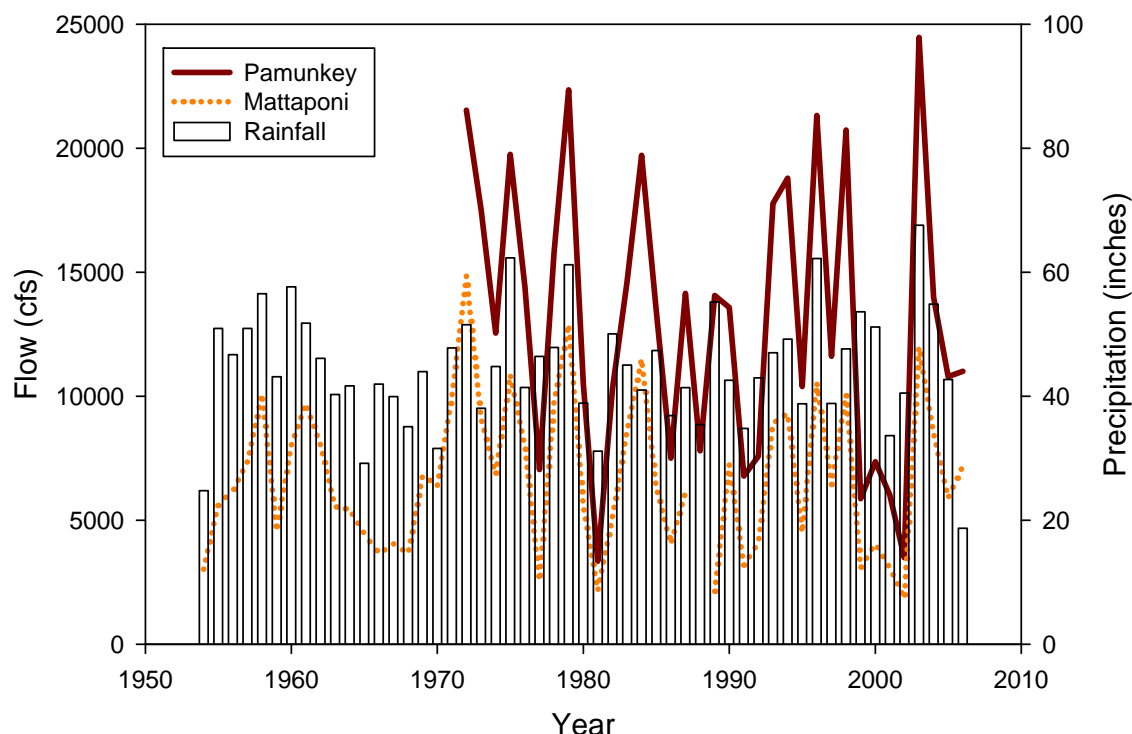 25000
20000
15000
10000
5000
0
Flow (cfs)
Pamunkey
Mattaponi
Rainfall
100
80
60
40
20
0
Precipitation (inches)
1950 1960 1970 1980 1990 2000 2010
Year